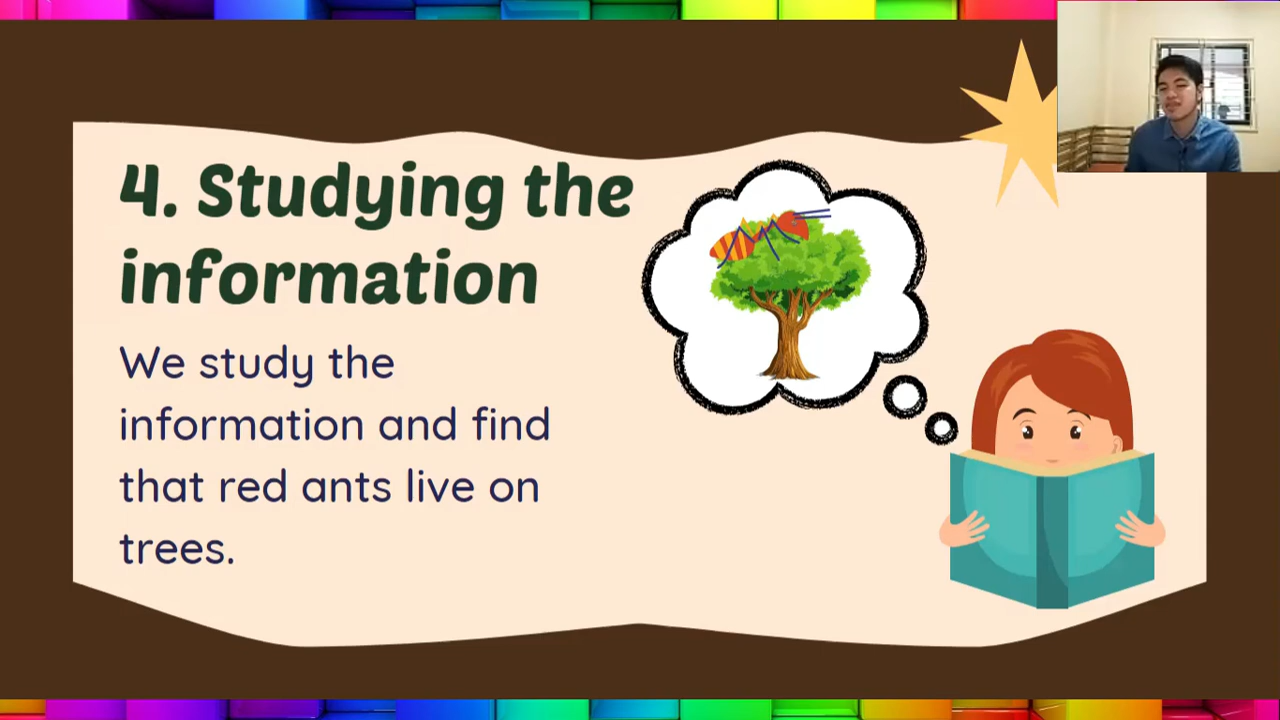 4. Studying the
information
We study the
information and find
that red ants live on
trees.